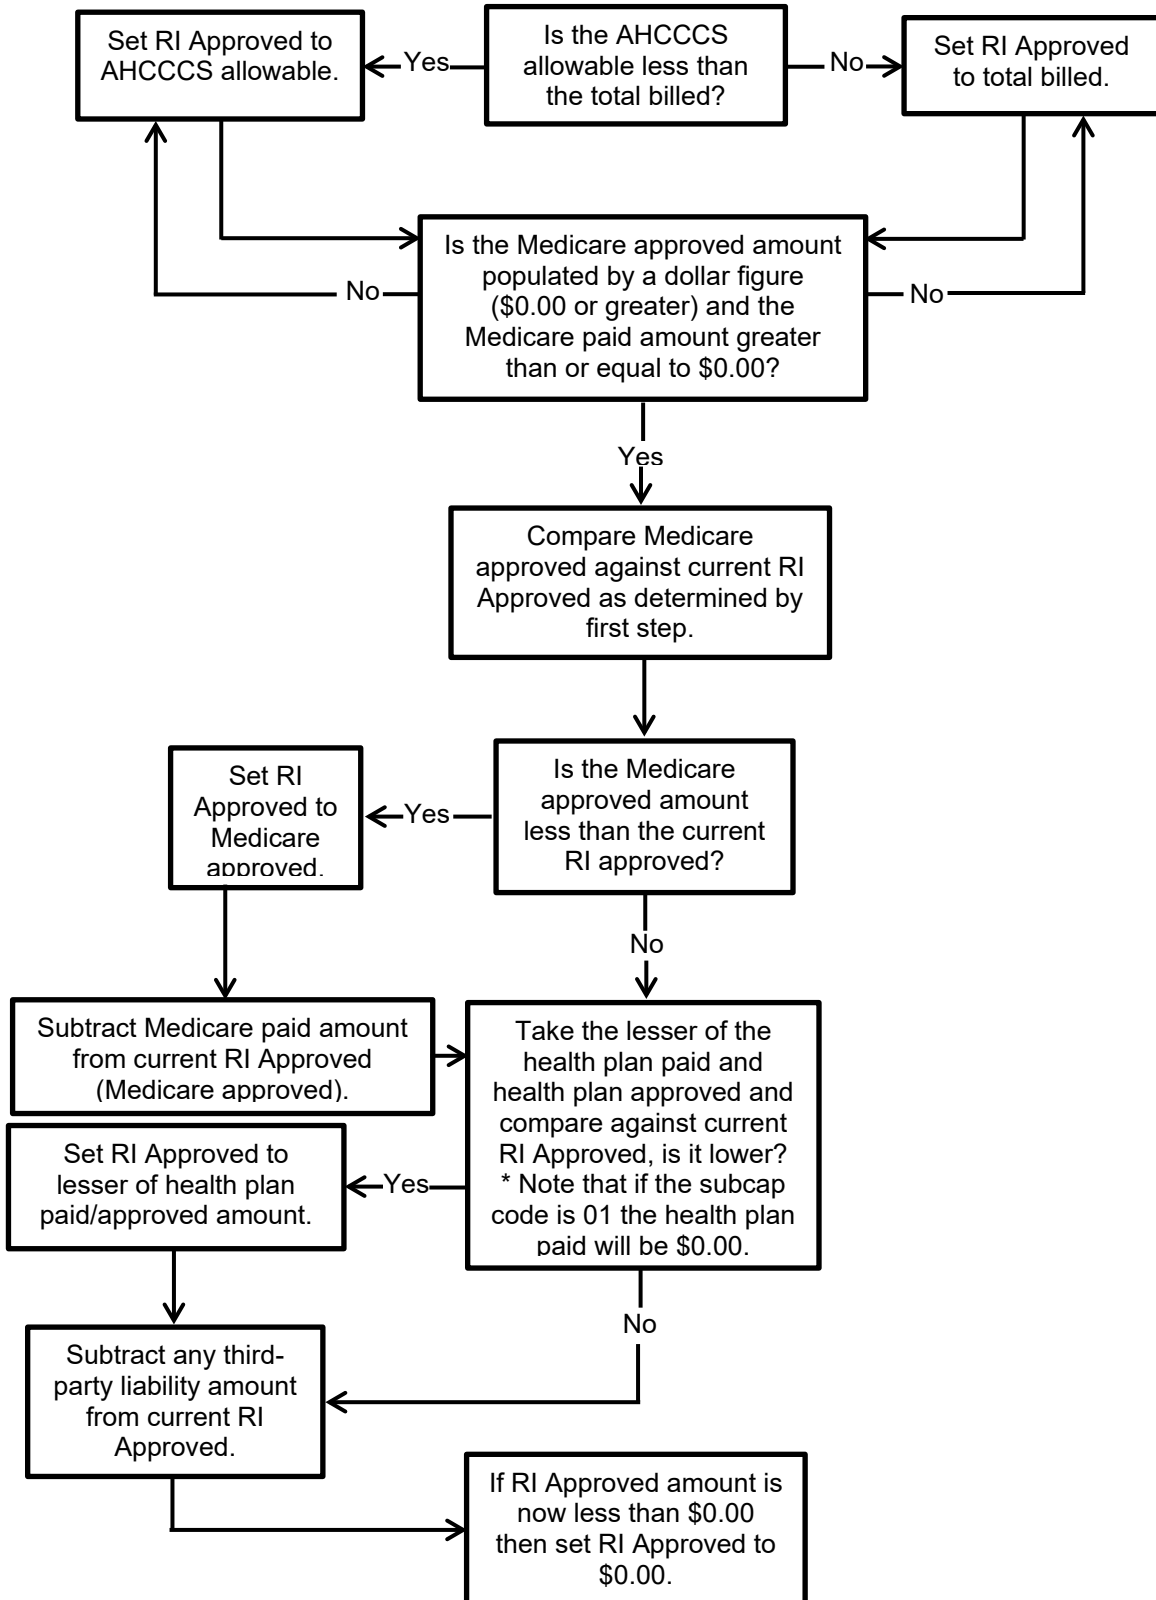 Set RI Approved to
AHCCCS allowable.
Yes
Is the AHCCCS
allowable less than
the total billed?
No
Set RI Approved
to total billed.
Is the Medicare approved amount
populated by a dollar figure
($0.00 or greater) and the
Medicare paid amount greater
than or equal to $0.00?
No
No
Yes
Compare Medicare
approved against current RI
Approved as determined by
first step.
Is the Medicare
approved amount
less than the current
RI approved?
Yes
Set RI
Approved to
Medicare
approved.
No
Subtract Medicare paid amount
from current RI Approved
(Medicare approved).
Take the lesser of the
health plan paid and
health plan approved and
compare against current
RI Approved, is it lower?
* Note that if the subcap
code is 01 the health plan
paid will be $0.00.
Yes
Set RI Approved to
lesser of health plan
paid/approved amount.
No
Subtract any third-
party liability amount
from current RI
Approved.
If RI Approved amount is
now less than $0.00
then set RI Approved to
$0.00.